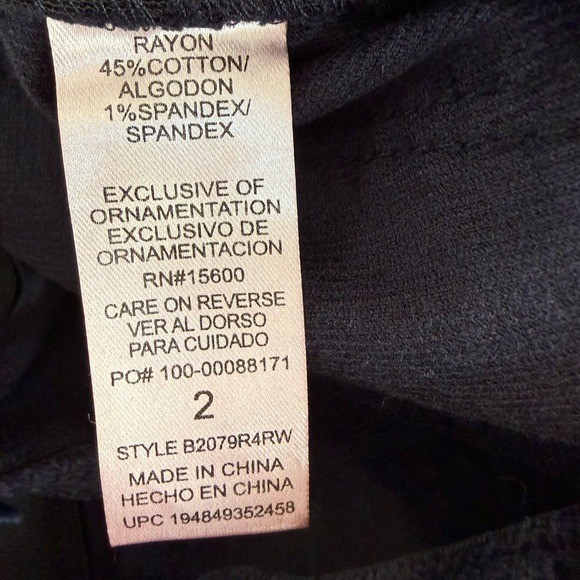 RAYON
45%COTTON/
ALGODON
1%SPANDEX/
SPANDEX
EXCLUSIVE OF
ORNAMENTATION
EXCLUSIVO DE
ORNAMENTACION
RN#15600
CARE ON REVERSE
VER AL DORSO
PARA CUIDADO
PO# 100-00088171
2
STYLE B2079R4RW
MADE IN CHINA
HECHO EN CHINA
UPC 194849352458